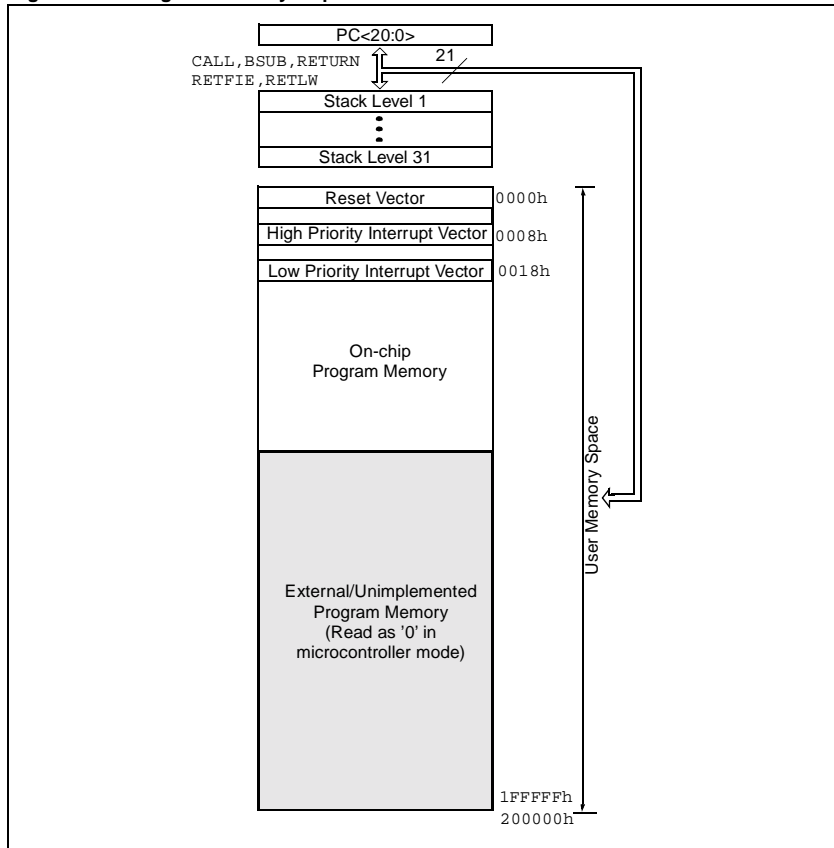 PC<20:0>
CALL,BSUB,RETURN
RETFIE,RETLW
21
Stack Level 1
Stack Level 31
Reset Vector
0000h
High Priority Interrupt Vector
0008h
Low Priority Interrupt Vector
0018h
On-chip
Program Memory
User Memory Space
External/Unimplemented
Program Memory
(Read as '0' in
microcontroller mode)
1FFFFFh
200000h